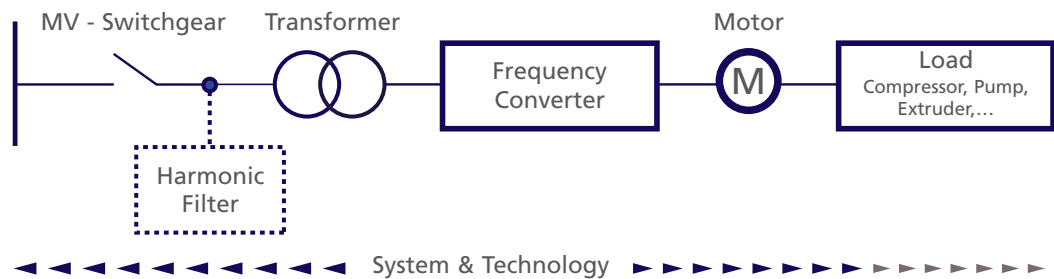 MV - Switchgear
Transformer
Motor
Frequency
Converter
M
Load
Compressor, Pump,
Extruder,...
Harmonic
Filter
System & Technology